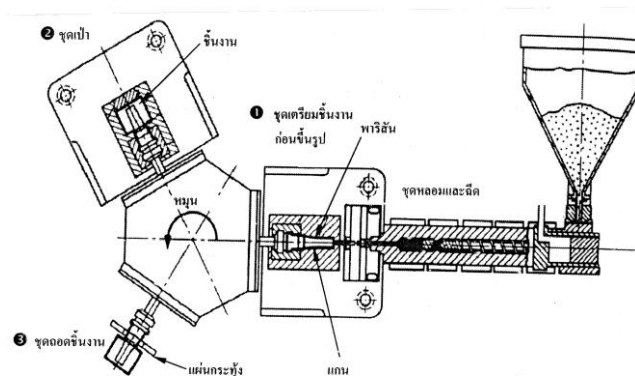 ❷ ชุดเป่า
ชิ้นงาน
❶ ชุดเตรียมชิ้นงาน
ก่อนขึ้นรูป
พาริสัน
ชุดหลอมและฉีด
หมุน
❸ ชุดถอดชิ้นงาน
แผ่นกระทุ้ง
แกน